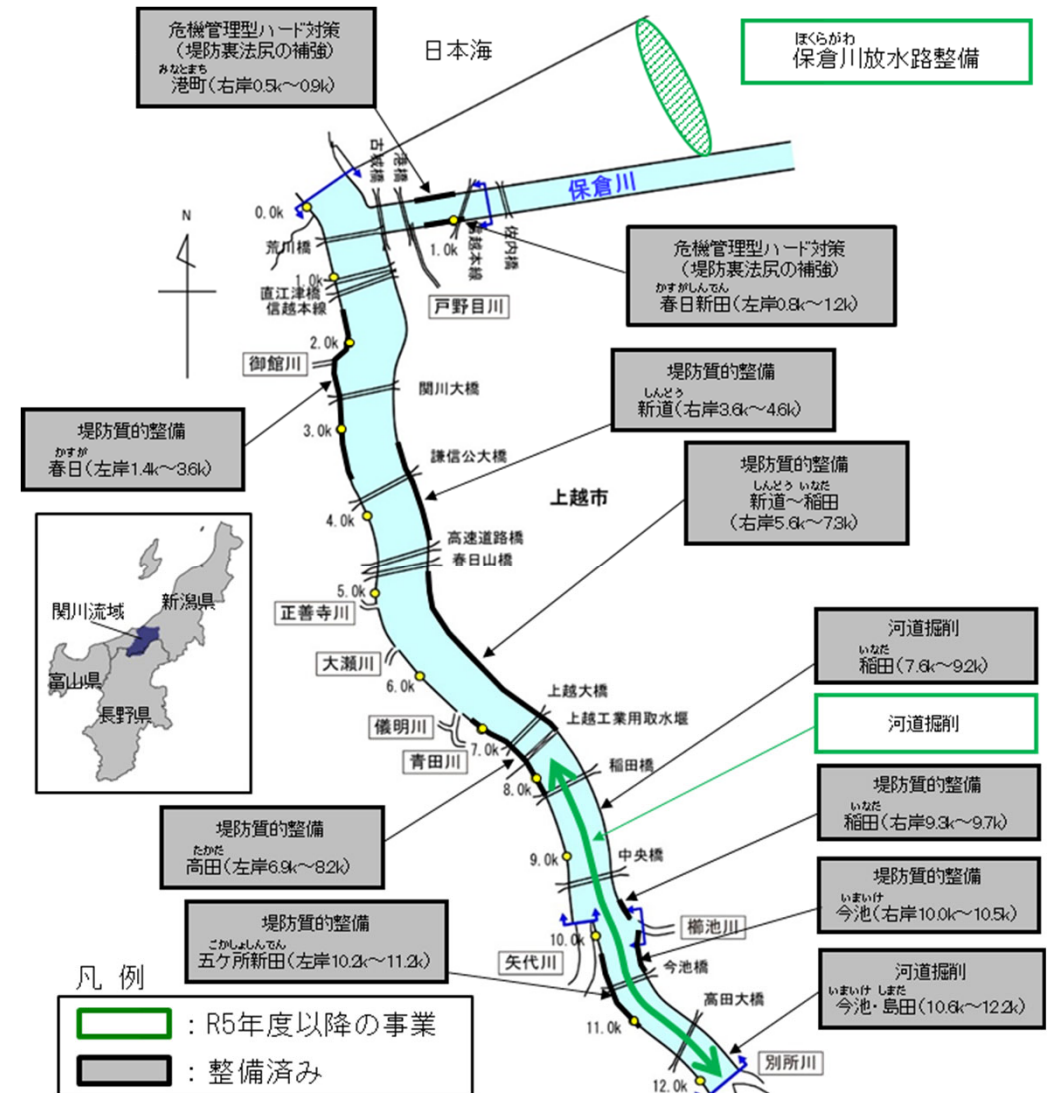 危機管理型ハード対策
(堤防裏法尻の補強)
みなとまち
港町(右岸0.5k~0.9k)
日本海
ほくらがわ
保倉川放水路整備
古城橋
港橋
保倉川
信越本線
佐内橋
N
0.0k
荒川橋
1.0k
1.0k
直江津橋
信越本線
戸野目川
危機管理型ハード対策
(堤防裏法尻の補強)
かすがしんでん
春日新田(左岸0.8k~1.2k)
2.0k
御館川
関川大橋
堤防質的整備
しんどう
新道(右岸3.6k~4.6k)
堤防質的整備
かすが
春日(左岸1.4k~3.6k)
3.0k
謙信公大橋
堤防質的整備
しんどう いなだ
新道~稲田
(右岸5.6k~7.3k)
上越市
4.0k
高速道路橋
春日山橋
5.0k
正善寺川
関川流域
新潟県
富山県
長野県
大瀬川
6.0k
河道掘削
いなだ
稲田(7.6k~9.2k)
上越大橋
上越工業用取水堰
儀明川
7.0k
青田川
河道掘削
稲田橋
8.0k
堤防質的整備
いなだ
稲田(右岸9.3k~9.7k)
堤防質的整備
たかだ
高田(左岸6.9k~8.2k)
9.0k
中央橋
堤防質的整備
いまいけ
今池(右岸10.0k~10.5k)
櫛池川
堤防質的整備
ごかしょしんでん
五ケ所新田(左岸10.2k~11.2k)
10.0k
矢代川
今池橋
河道掘削
いまいけ しまだ
今池・島田(10.6k~12.2k)
高田大橋
11.0k
別所川
12.0k
凡 例
:R5年度以降の事業
:整備済み